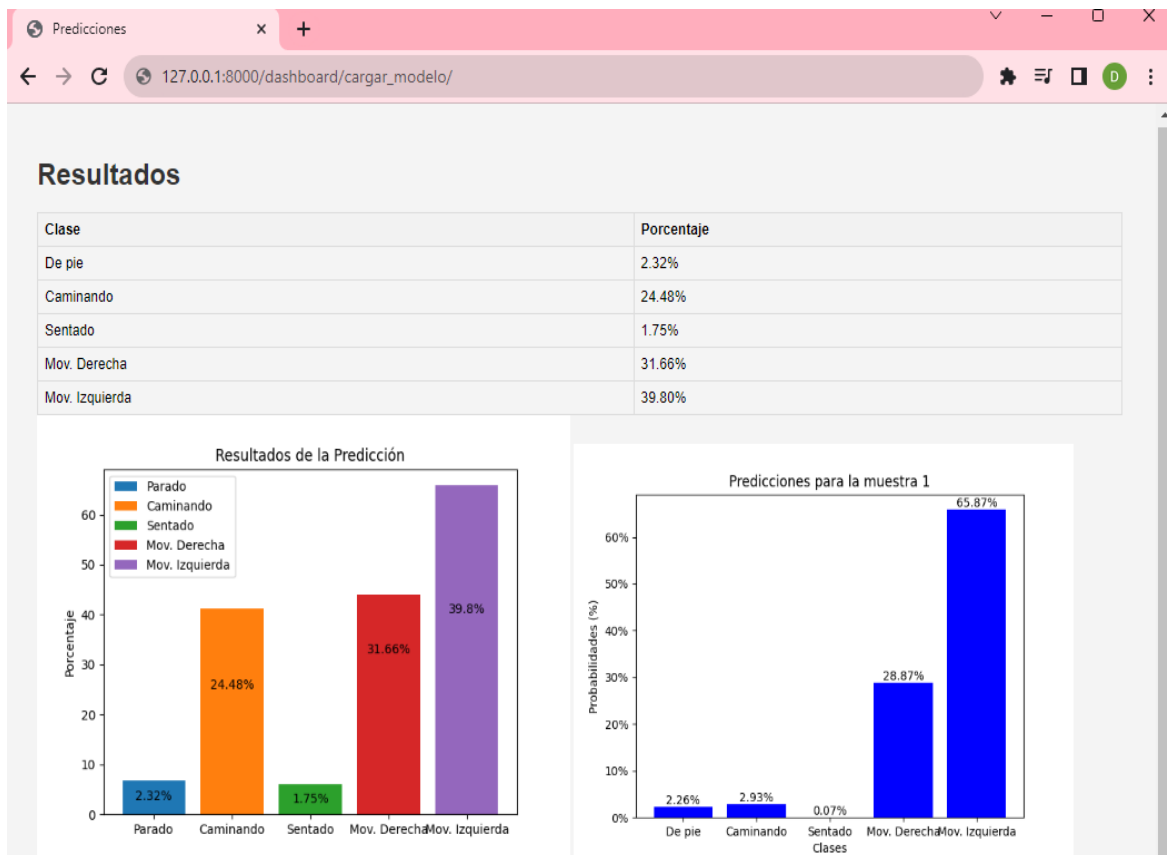 Predicciones
127.0.0.1:8000/dashboard/cargar_modelo/
D
Resultados
Clase Porcentaje
De pie 2.32%
Caminando 24.48%
Sentado 1.75%
Mov. Derecha 31.66%
Mov. Izquierda 39.80%
Resultados de la Predicción
Parado
Caminando
Sentado
Mov. Derecha
Mov. Izquierda
Porcentaje
60
50
40
30
20
10
0
2.32%
24.48%
1.75%
31.66%
39.8%
Parado Caminando Sentado Mov. Derecha Mov. Izquierda
Predicciones para la muestra 1
Probabilidades (%)
60%
50%
40%
30%
20%
10%
0%
2.26%
2.93%
0.07%
28.87%
65.87%
De pie Caminando Sentado Mov. Derecha Mov. Izquierda
Clases